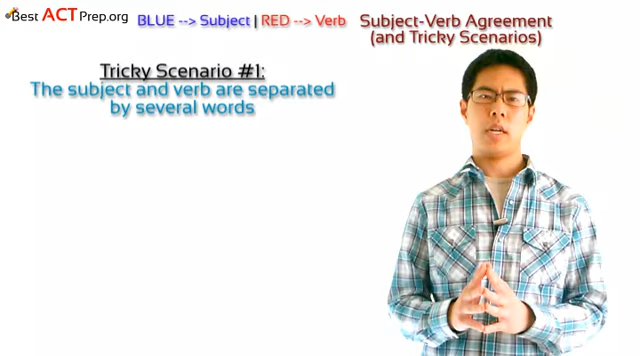 Best ACT Prep.org
BLUE --> Subject | RED --> Verb
Subject-Verb Agreement
(and Tricky Scenarios)
Tricky Scenario #1:
The subject and verb are separated
by several words